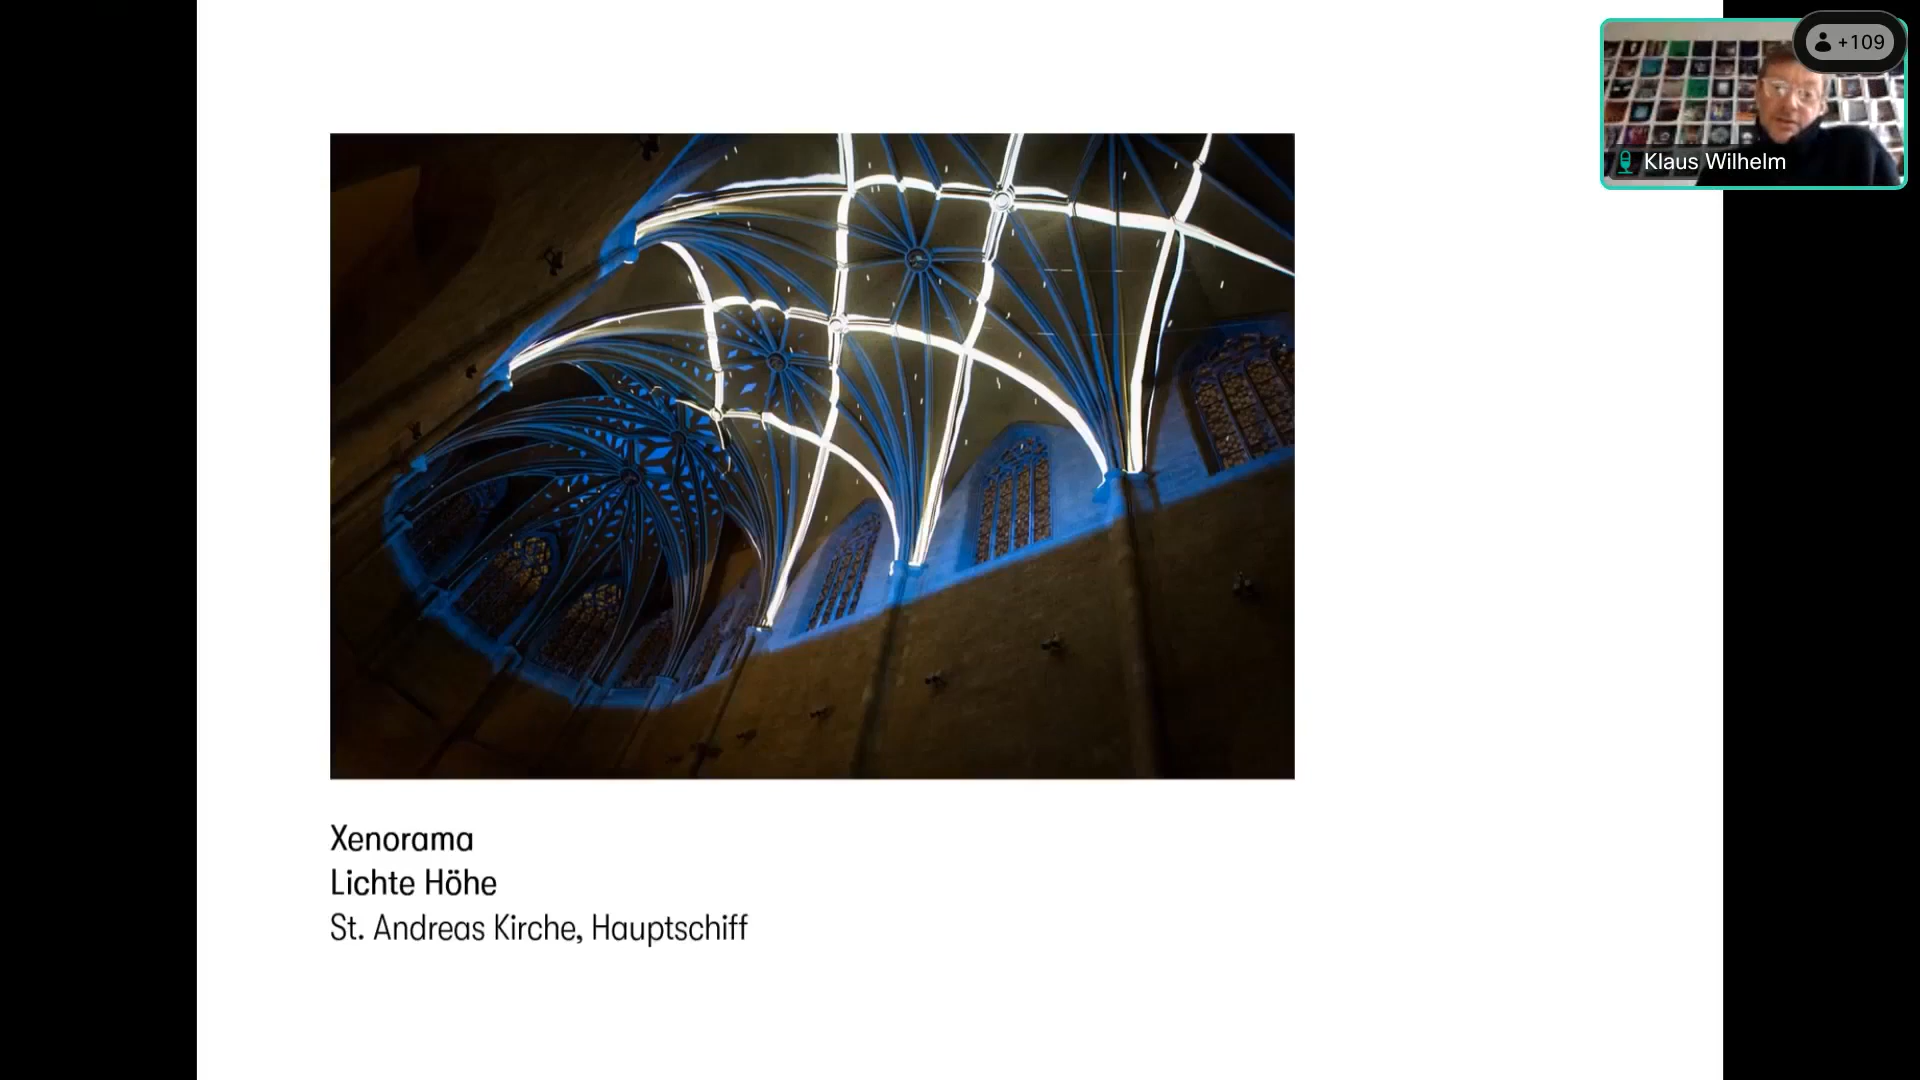 +109
Klaus Wilhelm
Xenorama
Lichte Höhe
St. Andreas Kirche, Hauptschiff